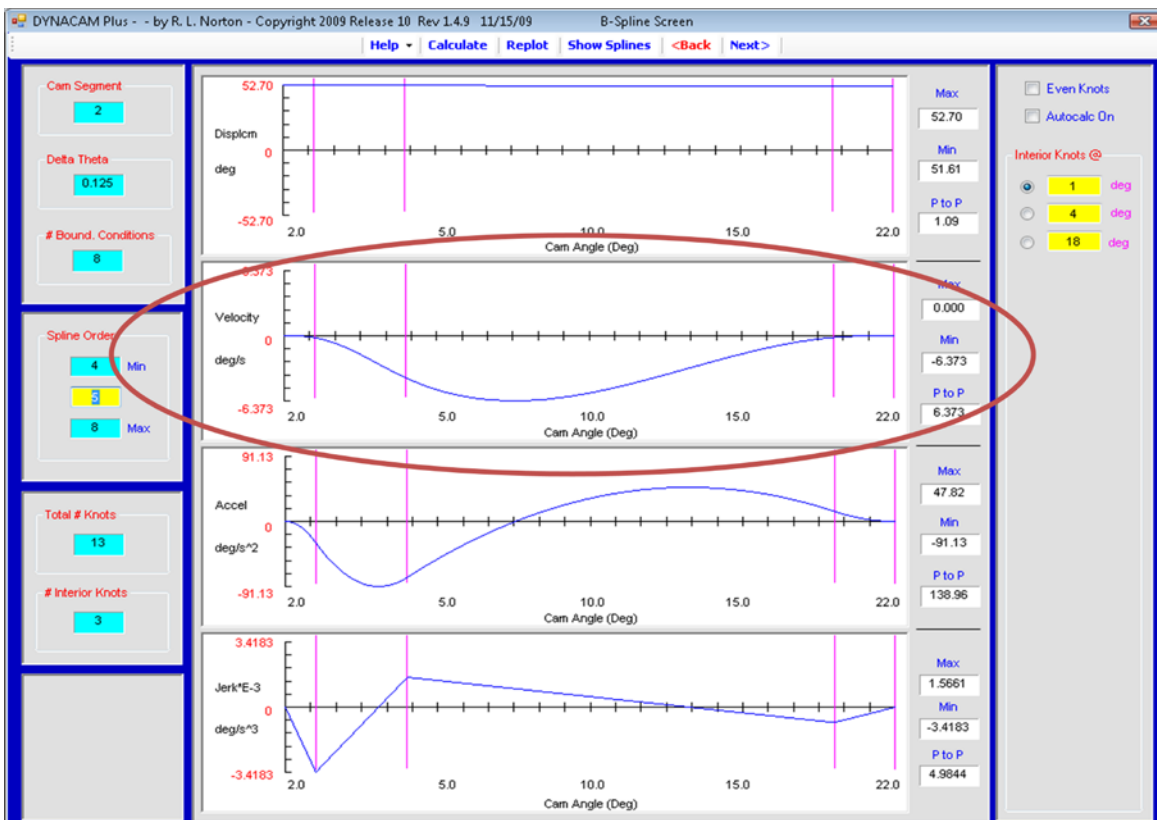 DYNACAM Plus - - by R. L. Norton - Copyright 2009 Release 10 Rev 1.4.9 11/15/09 B-Spline Screen
Help Calculate Replot Show Splines <Back Next>
Cam Segment
2
Delta Theta
0.125
# Bound. Conditions
8
Spline Order
4 Min
5
8 Max
Total # Knots
13
# Interior Knots
3
52.70
Displcm
0
deg
-52.70
2.0 5.0 10.0 15.0 22.0
Cam Angle (Deg)
Max
52.70
Min
51.61
P to P
1.09
6.373
Velocity
0
deg/s
-6.373
2.0 5.0 10.0 15.0 22.0
Cam Angle (Deg)
Max
0.000
Min
-6.373
P to P
6.373
91.13
Accel
0
deg/s^2
-91.13
2.0 5.0 10.0 15.0 22.0
Cam Angle (Deg)
Max
47.82
Min
-91.13
P to P
138.96
3.4183
Jerk*E-3
0
deg/s^3
-3.4183
2.0 5.0 10.0 15.0 22.0
Cam Angle (Deg)
Max
1.5661
Min
-3.4183
P to P
4.9844
Even Knots
Autocalc On
Interior Knots @
1 deg
4 deg
18 deg